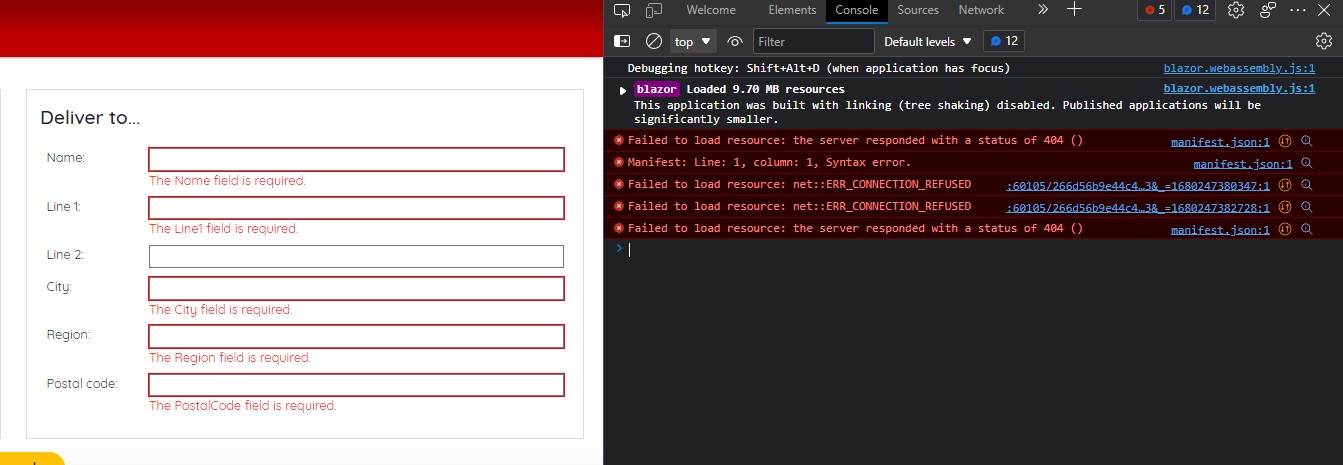 Deliver to...
Name:
The Name field is required.
Line 1:
The Line1 field is required.
Line 2:
City:
The City field is required.
Region:
The Region field is required.
Postal code:
The PostalCode field is required.
Welcome Elements Console Sources Network 5 12
top Filter Default levels 12
Debugging hotkey: Shift+Alt+D (when application has focus) blazor.webassembly.js:1
blazor Loaded 9.70 MB resources blazor.webassembly.js:1
This application was built with linking (tree shaking) disabled. Published applications will be
significantly smaller.
Failed to load resource: the server responded with a status of 404 () manifest.json:1
Manifest: Line: 1, column: 1, Syntax error. manifest.json:1
Failed to load resource: net::ERR_CONNECTION_REFUSED :60105/266d56b9e44c4…3&_=1680247380347:1
Failed to load resource: net::ERR_CONNECTION_REFUSED :60105/266d56b9e44c4…3&_=1680247382728:1
Failed to load resource: the server responded with a status of 404 () manifest.json:1